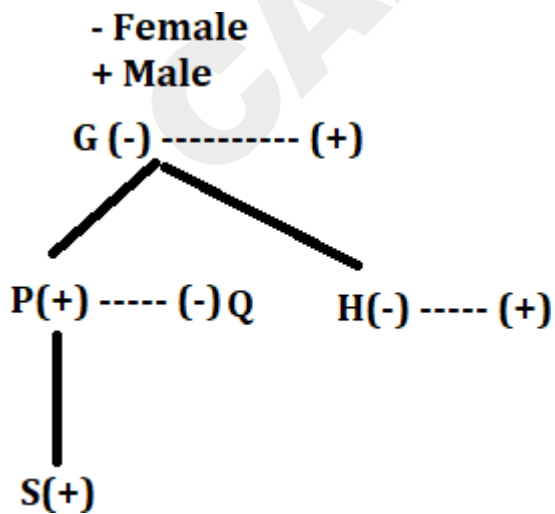 - Female
+ Male
G (-) ---------- (+)
P(+) ----- (-) Q
H(-) ----- (+)
S(+)